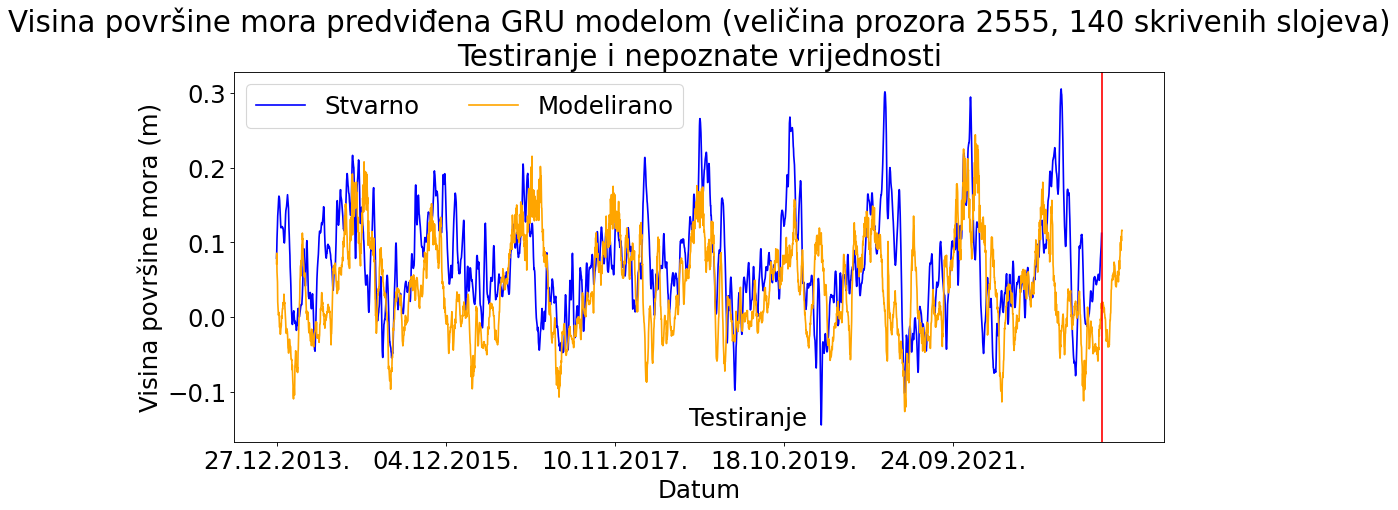 Visina površine mora predviđena GRU modelom (veličina prozora 2555, 140 skrivenih slojeva)
Testiranje i nepoznate vrijednosti
Stvarno
Modelirano
Visina površine mora (m)
0.3
0.2
0.1
0.0
−0.1
Testiranje
27.12.2013.
04.12.2015.
10.11.2017.
18.10.2019.
24.09.2021.
Datum